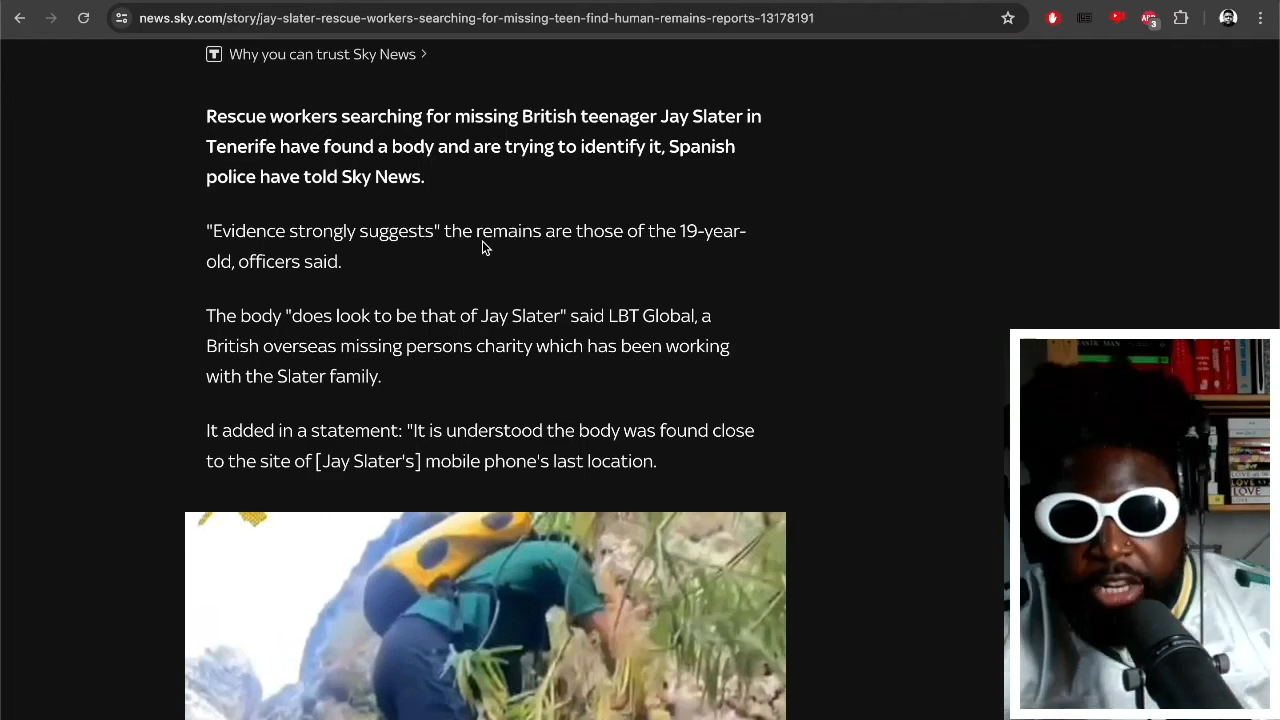 news.sky.com/story/jay-slater-rescue-workers-searching-for-missing-teen-find-human-remains-reports-13178191
3
Why you can trust Sky News >
Rescue workers searching for missing British teenager Jay Slater in
Tenerife have found a body and are trying to identify it, Spanish
police have told Sky News.
"Evidence strongly suggests" the remains are those of the 19-year-
old, officers said.
The body "does look to be that of Jay Slater" said LBT Global, a
British overseas missing persons charity which has been working
with the Slater family.
It added in a statement: "It is understood the body was found close
to the site of [Jay Slater's] mobile phone's last location.
LOVE
LOVE